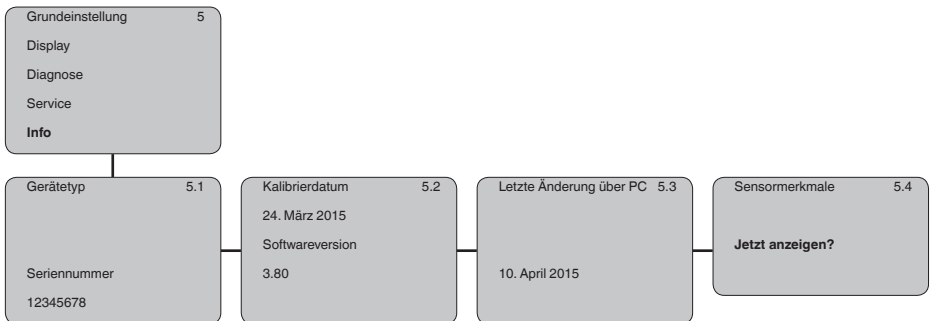 Grundeinstellung 5
Display
Diagnose
Service
Info
Gerätetyp 5.1
Seriennummer
12345678
Kalibrierdatum 5.2
24. März 2015
Softwareversion
3.80
Letzte Änderung über PC 5.3
10. April 2015
Sensormerkmale 5.4
Jetzt anzeigen?